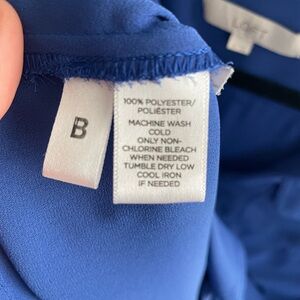 LOFT
B
100% POLYESTER/
POLIÉSTER
MACHINE WASH
COLD
ONLY NON-
CHLORINE BLEACH
WHEN NEEDED
TUMBLE DRY LOW
COOL IRON
IF NEEDED